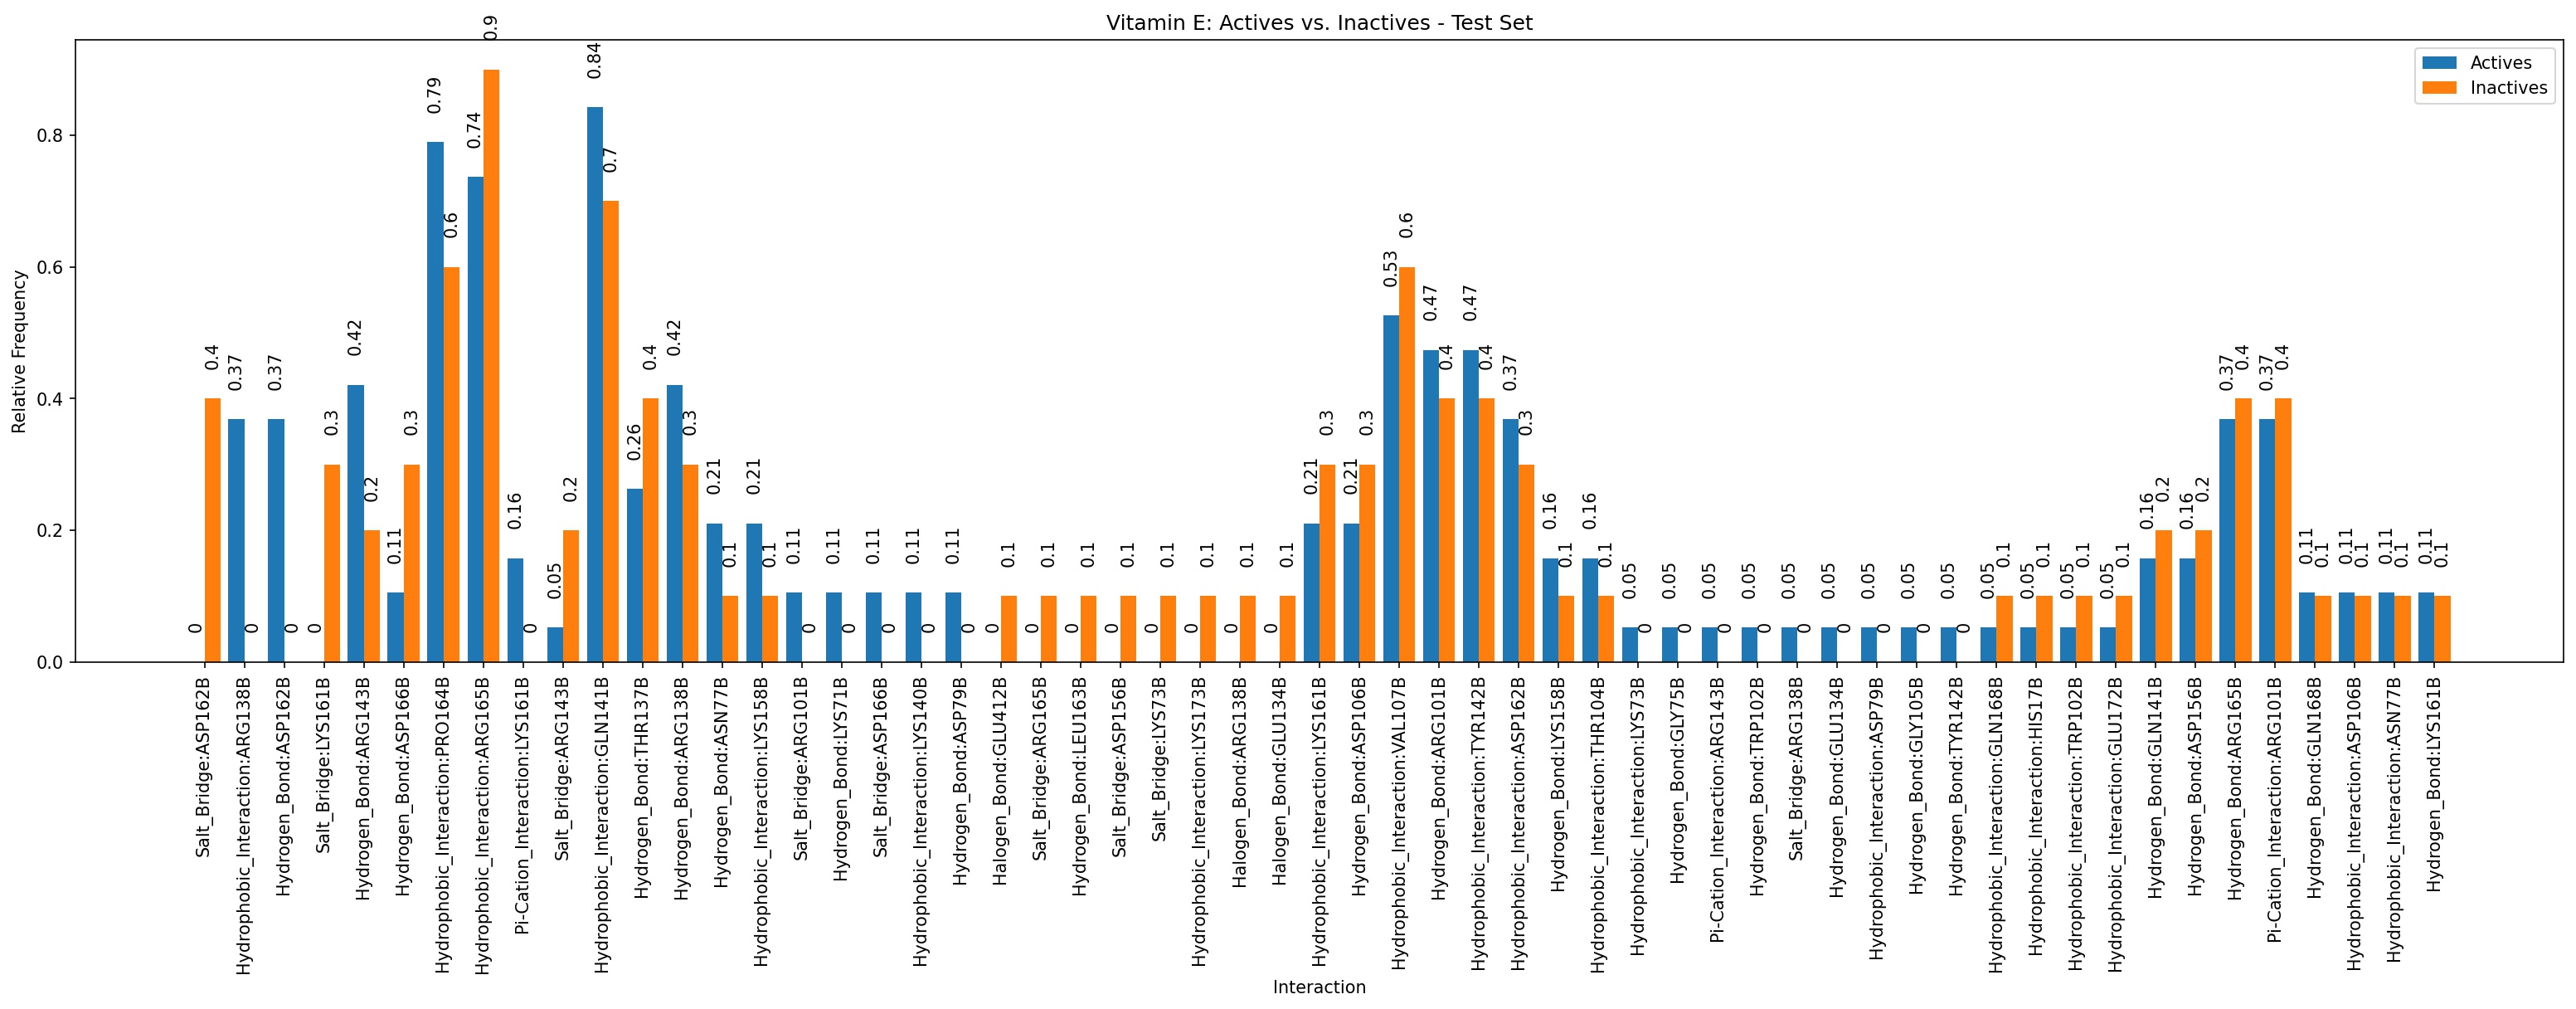 Vitamin E: Actives vs. Inactives - Test Set
Actives
Inactives
Relative Frequency
0.8
0.6
0.4
0.2
0.0
0
0.4
0.37
0
0.37
0
0
0.3
0.42
0.2
0.11
0.3
0.79
0.6
0.74
0.9
0.16
0
0.05
0.2
0.84
0.7
0.26
0.4
0.42
0.3
0.21
0.1
0.21
0.1
0.11
0
0.11
0
0.11
0
0.11
0
0.11
0
0
0.1
0
0.1
0
0.1
0
0.1
0
0.1
0
0.1
0
0.1
0
0.1
0.21
0.3
0.21
0.3
0.53
0.6
0.47
0.4
0.47
0.4
0.37
0.3
0.16
0.1
0.16
0.1
0.05
0
0.05
0
0.05
0
0.05
0
0.05
0
0.05
0
0.05
0
0.05
0
0.05
0
0.05
0.1
0.05
0.1
0.05
0.1
0.05
0.1
0.16
0.2
0.16
0.2
0.37
0.4
0.37
0.4
0.11
0.1
0.11
0.1
0.11
0.1
0.11
0.1
Salt_Bridge:ASP162B
Hydrophobic_Interaction:ARG138B
Hydrogen_Bond:ASP162B
Salt_Bridge:LYS161B
Hydrogen_Bond:ARG143B
Hydrogen_Bond:ASP166B
Hydrophobic_Interaction:PRO164B
Hydrophobic_Interaction:ARG165B
Pi-Cation_Interaction:LYS161B
Salt_Bridge:ARG143B
Hydrophobic_Interaction:GLN141B
Hydrogen_Bond:THR137B
Hydrogen_Bond:ARG138B
Hydrogen_Bond:ASN77B
Hydrophobic_Interaction:LYS158B
Salt_Bridge:ARG101B
Hydrogen_Bond:LYS71B
Salt_Bridge:ASP166B
Hydrophobic_Interaction:LYS140B
Hydrogen_Bond:ASP79B
Halogen_Bond:GLU412B
Salt_Bridge:ARG165B
Hydrogen_Bond:LEU163B
Salt_Bridge:ASP156B
Salt_Bridge:LYS73B
Hydrophobic_Interaction:LYS173B
Halogen_Bond:ARG138B
Halogen_Bond:GLU134B
Hydrophobic_Interaction:LYS161B
Hydrogen_Bond:ASP106B
Hydrophobic_Interaction:VAL107B
Hydrogen_Bond:ARG101B
Hydrophobic_Interaction:TYR142B
Hydrophobic_Interaction:ASP162B
Hydrogen_Bond:LYS158B
Hydrophobic_Interaction:THR104B
Hydrophobic_Interaction:LYS73B
Hydrogen_Bond:GLY75B
Pi-Cation_Interaction:ARG143B
Hydrogen_Bond:TRP102B
Salt_Bridge:ARG138B
Hydrogen_Bond:GLU134B
Hydrophobic_Interaction:ASP79B
Hydrogen_Bond:GLY105B
Hydrogen_Bond:TYR142B
Hydrophobic_Interaction:GLN168B
Hydrophobic_Interaction:HIS17B
Hydrophobic_Interaction:TRP102B
Hydrophobic_Interaction:GLU172B
Hydrogen_Bond:GLN141B
Hydrogen_Bond:ASP156B
Hydrogen_Bond:ARG165B
Pi-Cation_Interaction:ARG101B
Hydrogen_Bond:GLN168B
Hydrophobic_Interaction:ASP106B
Hydrophobic_Interaction:ASN77B
Hydrogen_Bond:LYS161B
Interaction